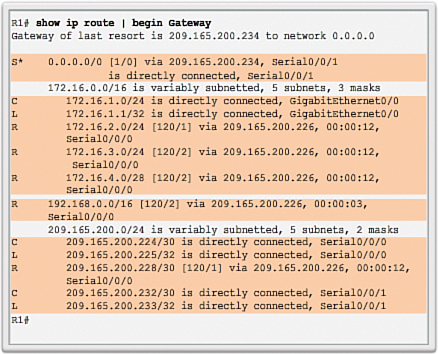 R1# show ip route | begin Gateway
Gateway of last resort is 209.165.200.234 to network 0.0.0.0
S* 0.0.0.0/0 [1/0] via 209.165.200.234, Serial0/0/1
is directly connected, Serial0/0/1
172.16.0.0/16 is variably subnetted, 5 subnets, 3 masks
C 172.16.1.0/24 is directly connected, GigabitEthernet0/0
L 172.16.1.1/32 is directly connected, GigabitEthernet0/0
R 172.16.2.0/24 [120/1] via 209.165.200.226, 00:00:12,
Serial0/0/0
R 172.16.3.0/24 [120/2] via 209.165.200.226, 00:00:12,
Serial0/0/0
R 172.16.4.0/28 [120/2] via 209.165.200.226, 00:00:12,
Serial0/0/0
R 192.168.0.0/16 [120/2] via 209.165.200.226, 00:00:03,
Serial0/0/0
209.165.200.0/24 is variably subnetted, 5 subnets, 2 masks
C 209.165.200.224/30 is directly connected, Serial0/0/0
L 209.165.200.225/32 is directly connected, Serial0/0/0
R 209.165.200.228/30 [120/1] via 209.165.200.226, 00:00:12,
Serial0/0/0
C 209.165.200.232/30 is directly connected, Serial0/0/1
L 209.165.200.233/32 is directly connected, Serial0/0/1
R1#